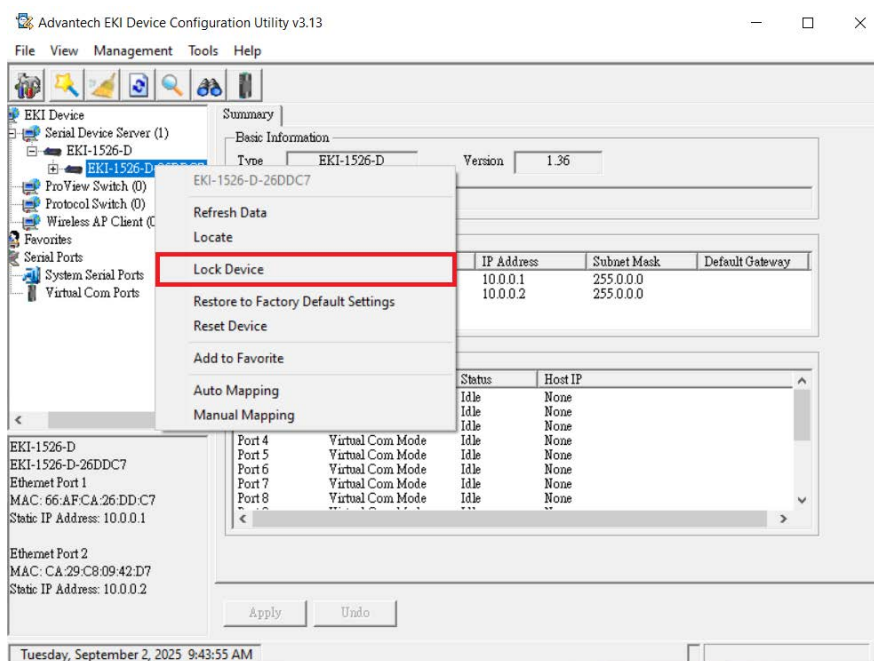 Advantech EKI Device Configuration Utility v3.13
File View Management Tools Help
EKI Device
Serial Device Server (1)
EKI-1526-D
EKI-1526-D-26DDC7
ProView Switch (0)
Protocol Switch (0)
Wireless AP Client (0
Favorites
Serial Ports
System Serial Ports
Virtual Com Ports
EKI-1526-D-26DDC7
Refresh Data
Locate
Lock Device
Restore to Factory Default Settings
Reset Device
Add to Favorite
Auto Mapping
Manual Mapping
Summary
Basic Information
Type EKI-1526-D Version 1.36
IP Address Subnet Mask Default Gateway
10.0.0.1 255.0.0.0
10.0.0.2 255.0.0.0
Status Host IP
Idle None
Idle None
Idle None
Port 4 Virtual Com Mode Idle None
Port 5 Virtual Com Mode Idle None
Port 6 Virtual Com Mode Idle None
Port 7 Virtual Com Mode Idle None
Port 8 Virtual Com Mode Idle None
EKI-1526-D
EKI-1526-D-26DDC7
Ethernet Port 1
MAC: 66:AF:CA:26:DD:C7
Static IP Address: 10.0.0.1
Ethernet Port 2
MAC: CA:29:C8:09:42:D7
Static IP Address: 10.0.0.2
Apply Undo
Tuesday, September 2, 2025 9:43:55 AM